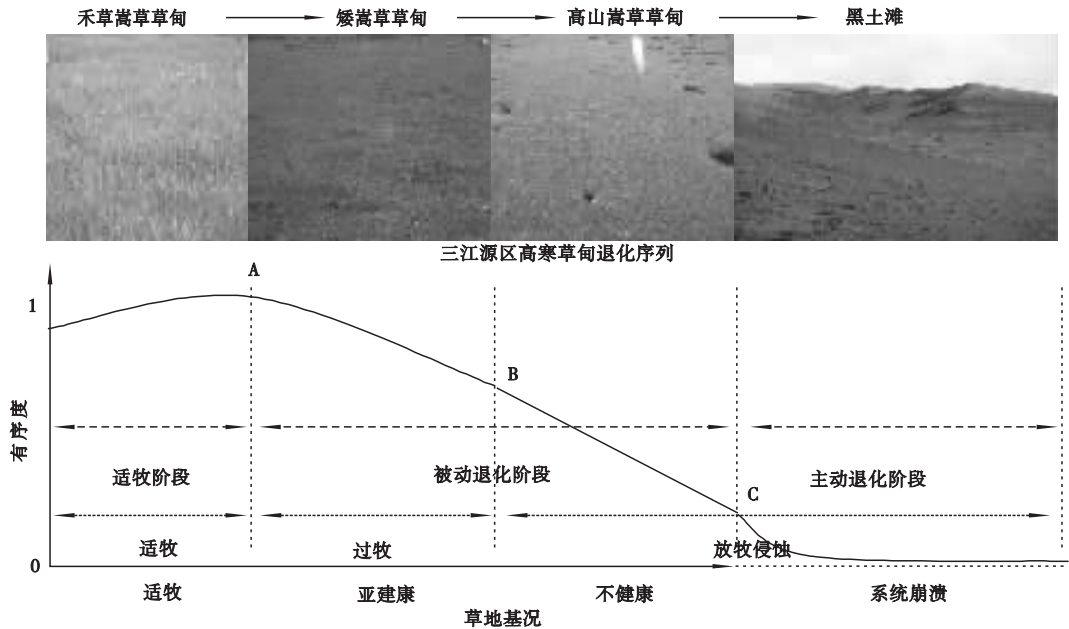 禾草嵩草草甸 矮嵩草草甸 高山嵩草草甸 黑土滩
三江源区高寒草甸退化序列
A
1
B
有序度
适牧阶段 被动退化阶段 主动退化阶段
C
适牧 过牧 放牧侵蚀
0
适牧 亚建康 不健康 系统崩溃
草地基况